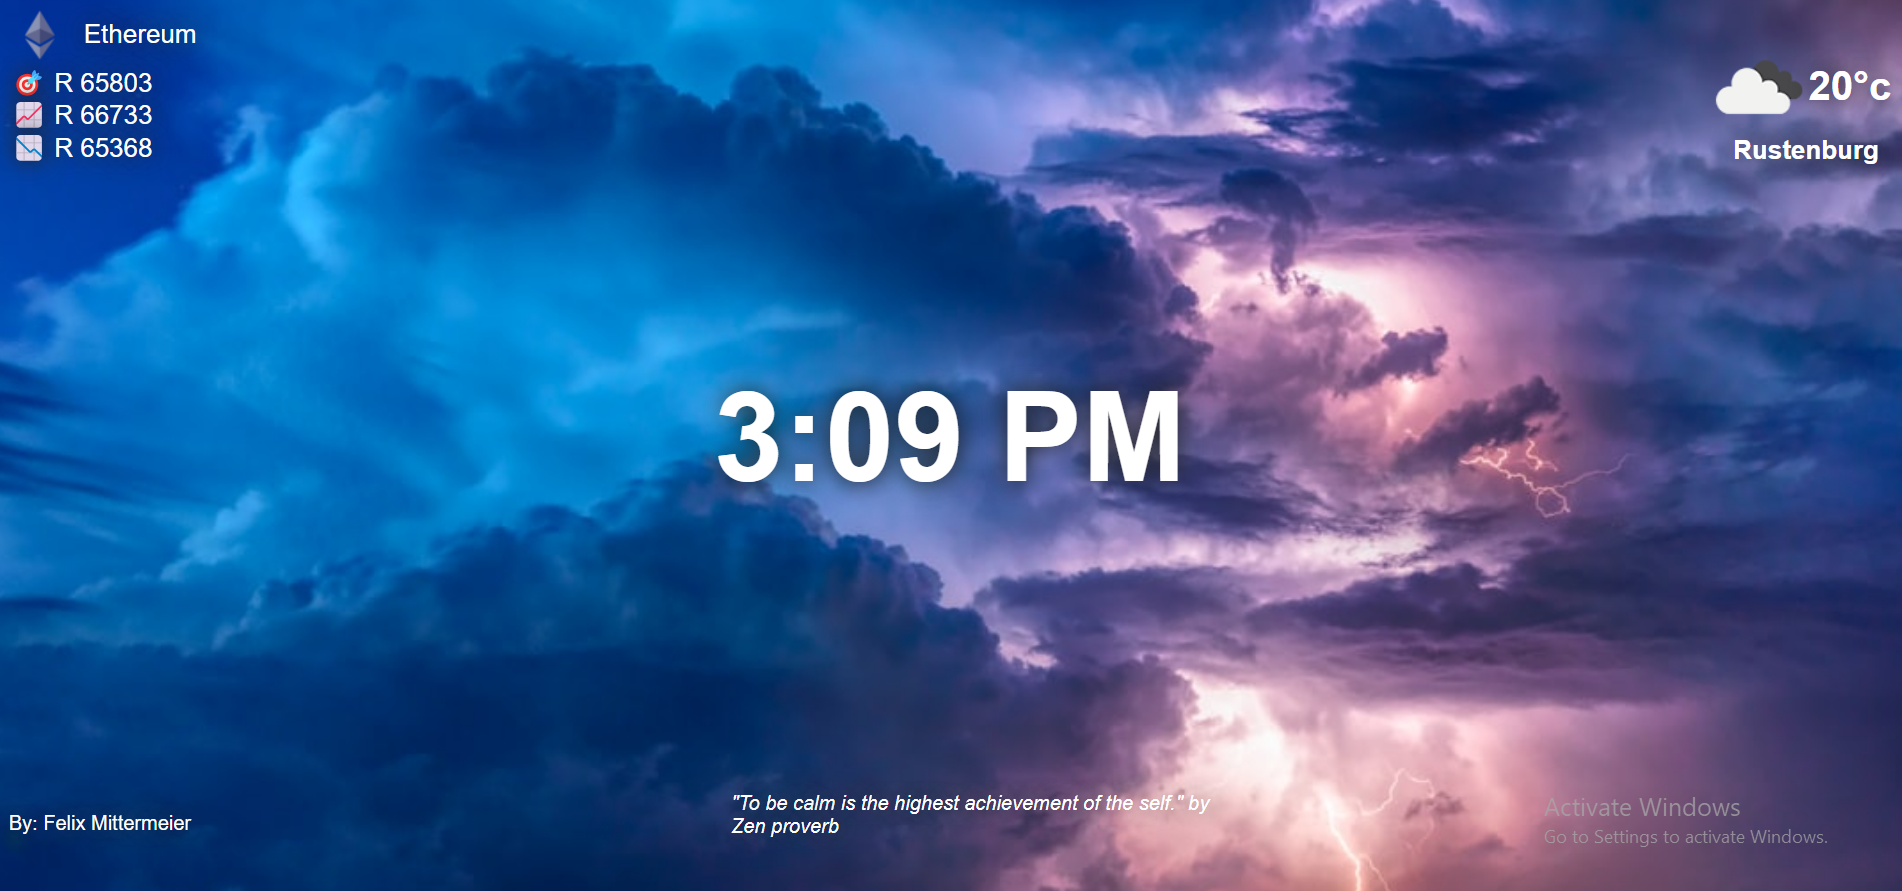 Ethereum
R 65803
R 66733
R 65368
20°c
Rustenburg
3:09 PM
"To be calm is the highest achievement of the self." by
Zen proverb
By: Felix Mittermeier
Activate Windows
Go to Settings to activate Windows.